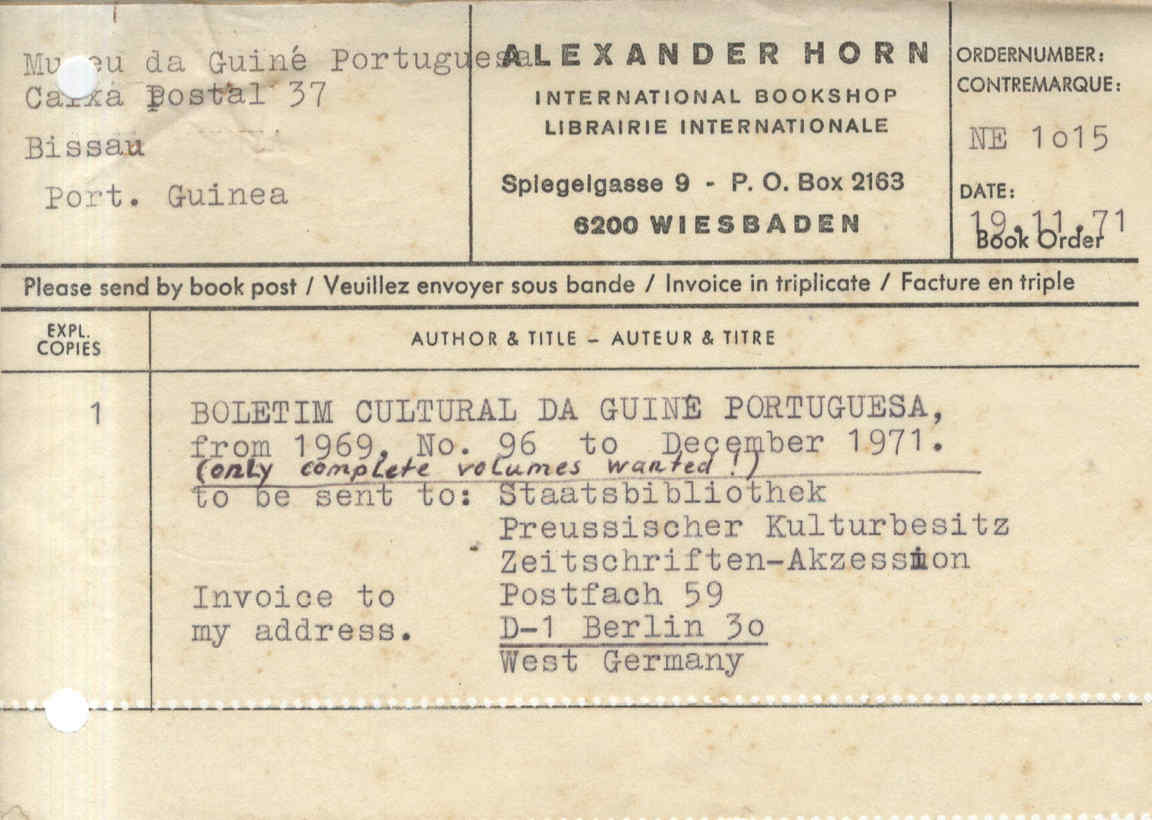 Museu da Guiné Portuguesa
Caixa Postal 37
Bissau
Port. Guinea
ALEXANDER HORN
INTERNATIONAL BOOKSHOP
LIBRAIRIE INTERNATIONALE
Spiegelgasse 9 - P. O. Box 2163
6200 WIESBADEN
ORDERNUMBER:
CONTREMARQUE:
NE 1o15
DATE:
19.11.71
Book Order
Please send by book post / Veuillez envoyer sous bande / Invoice in triplicate / Facture en triple
EXPL.
COPIES
AUTHOR & TITLE – AUTEUR & TITRE
1
BOLETIM CULTURAL DA GUINÉ PORTUGUESA,
from 1969, No. 96 to December 1971.
(only complete volumes wanted!)
to be sent to: Staatsbibliothek
Preussischer Kulturbesitz
Zeitschriften-Akzession
Invoice to Postfach 59
my address. D-1 Berlin 3o
West Germany